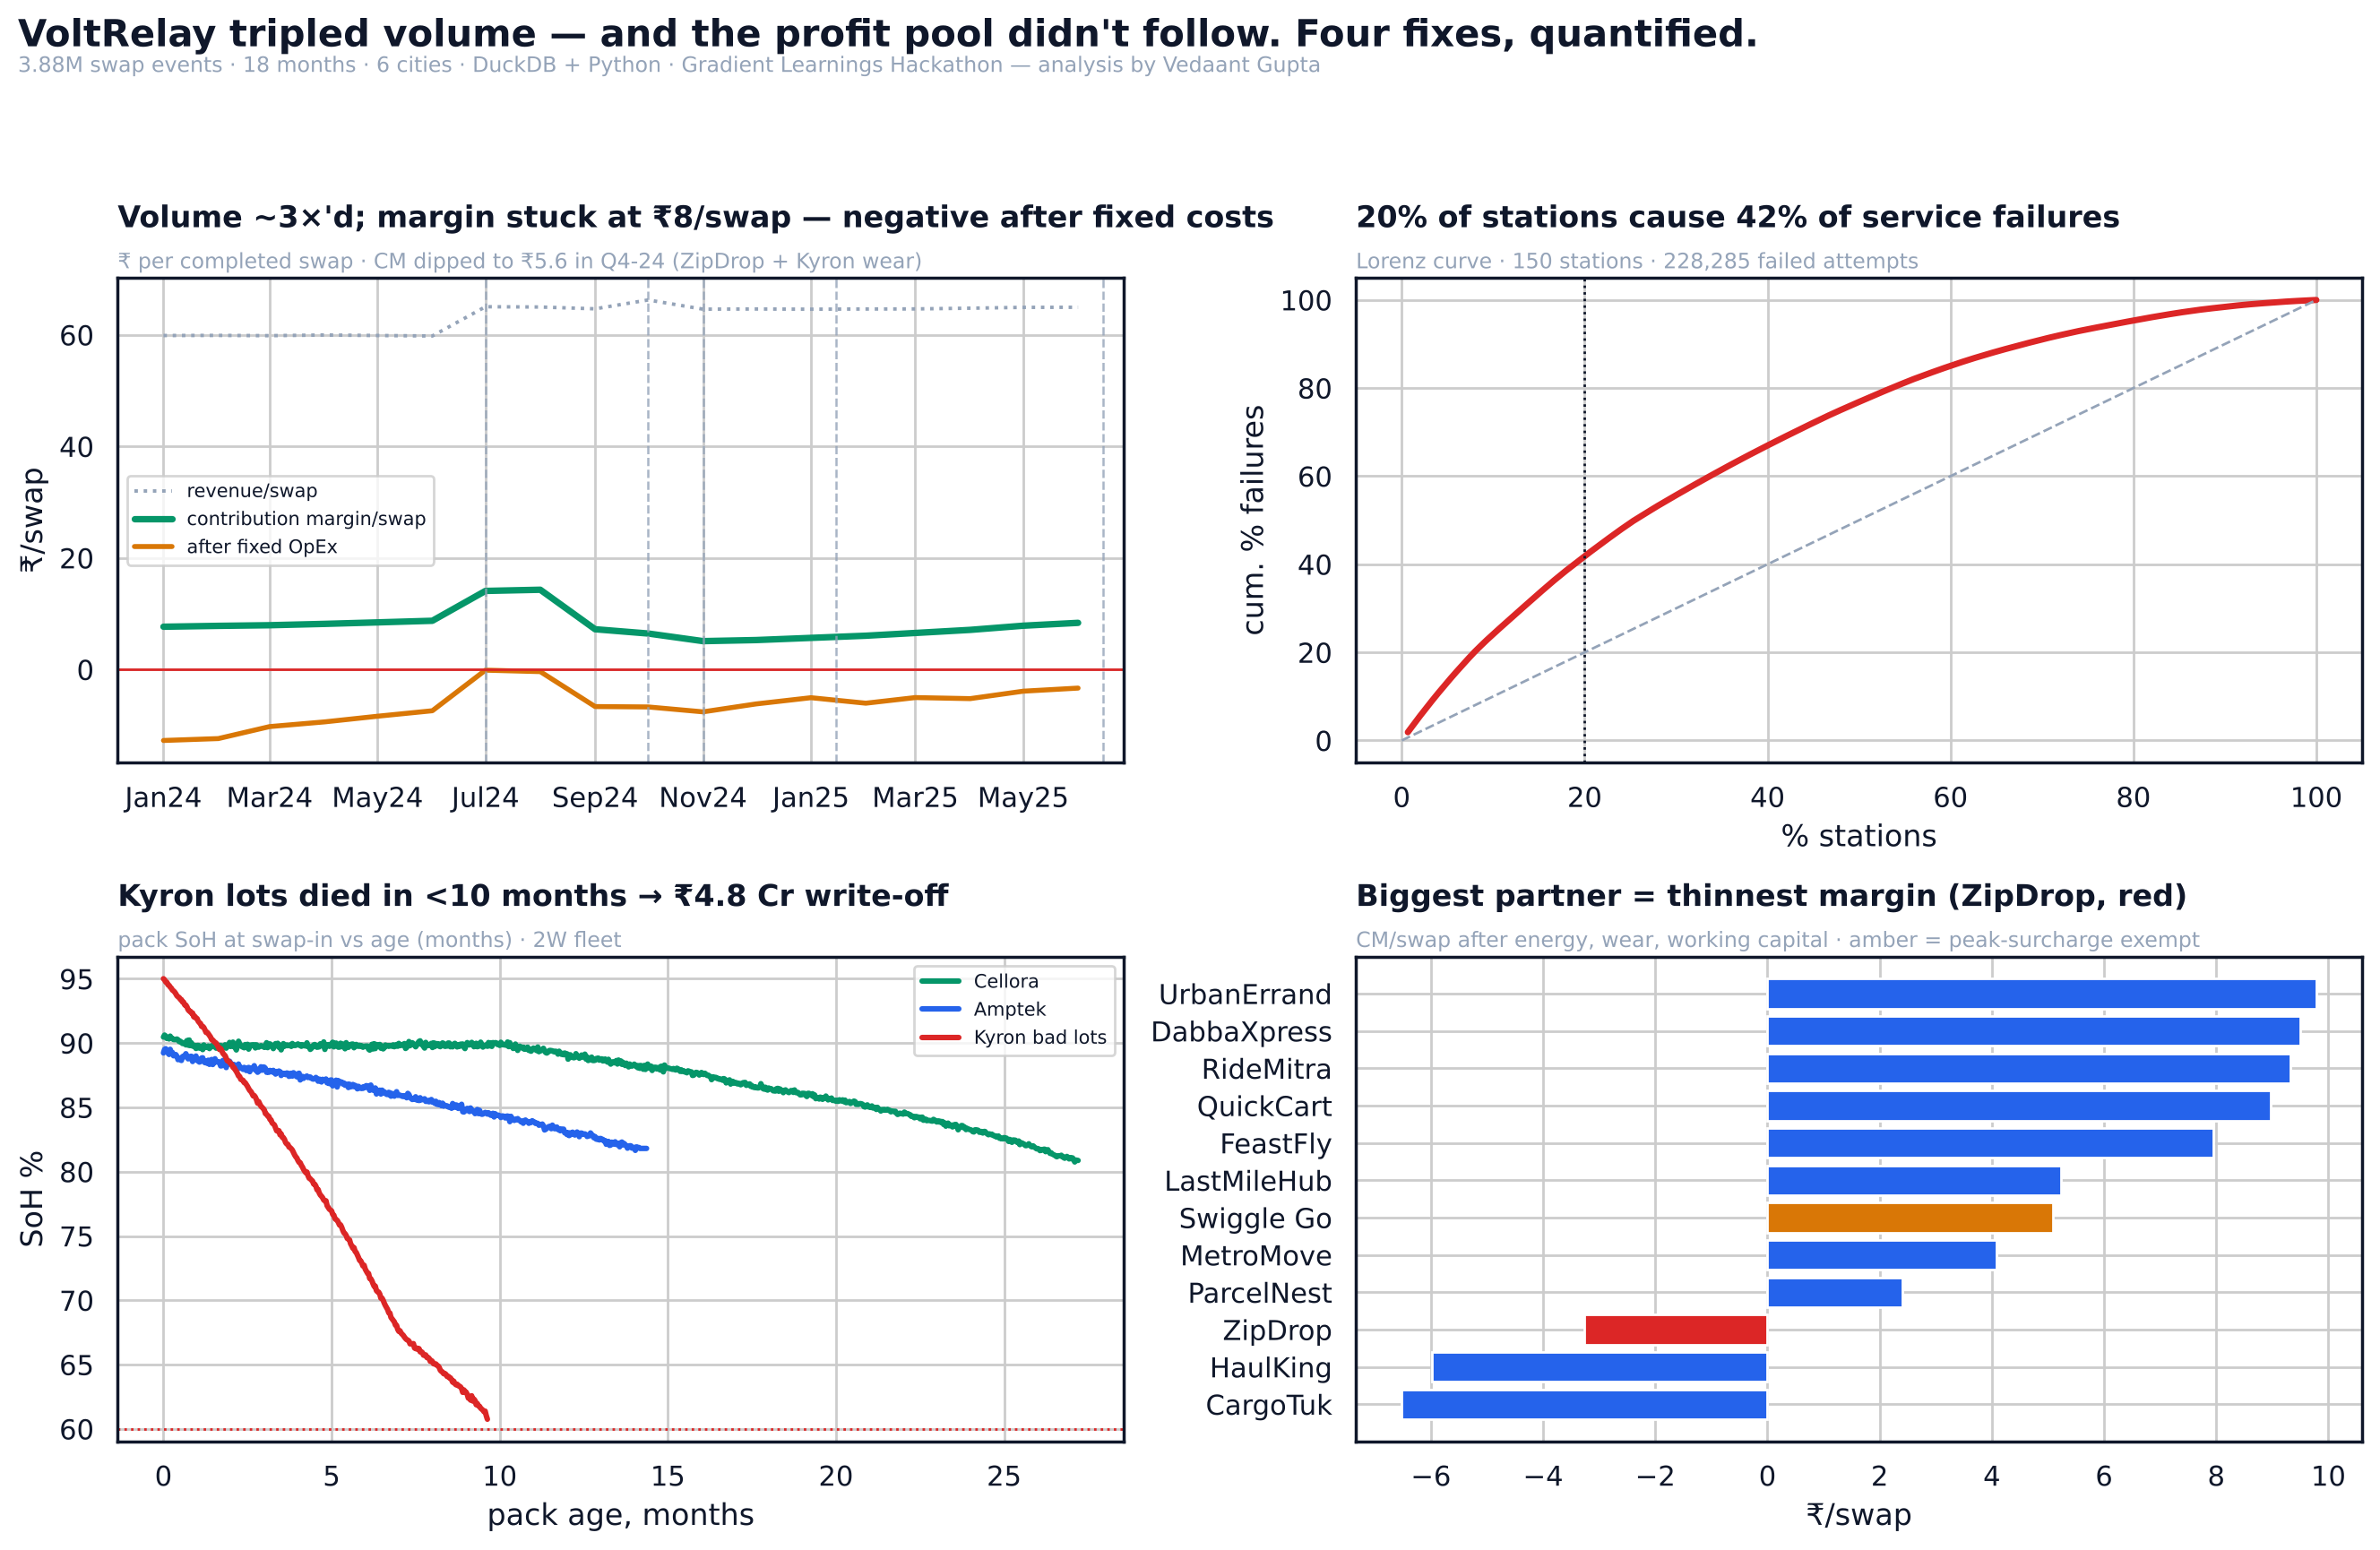 VoltRelay tripled volume — and the profit pool didn't follow. Four fixes, quantified.
3.88M swap events · 18 months · 6 cities · DuckDB + Python · Gradient Learnings Hackathon — analysis by Vedaant Gupta
Volume ~3×'d; margin stuck at ₹8/swap — negative after fixed costs
₹ per completed swap · CM dipped to ₹5.6 in Q4-24 (ZipDrop + Kyron wear)
60
40
20
0
₹/swap
revenue/swap
contribution margin/swap
after fixed OpEx
Jan24 Mar24 May24 Jul24 Sep24 Nov24 Jan25 Mar25 May25
20% of stations cause 42% of service failures
Lorenz curve · 150 stations · 228,285 failed attempts
100
80
60
40
20
0
cum. % failures
0 20 40 60 80 100
% stations
Kyron lots died in <10 months → ₹4.8 Cr write-off
pack SoH at swap-in vs age (months) · 2W fleet
95
90
85
80
75
70
65
60
SoH %
Cellora
Amptek
Kyron bad lots
0 5 10 15 20 25
pack age, months
Biggest partner = thinnest margin (ZipDrop, red)
CM/swap after energy, wear, working capital · amber = peak-surcharge exempt
UrbanErrand
DabbaXpress
RideMitra
QuickCart
FeastFly
LastMileHub
Swiggle Go
MetroMove
ParcelNest
ZipDrop
HaulKing
CargoTuk
−6 −4 −2 0 2 4 6 8 10
₹/swap